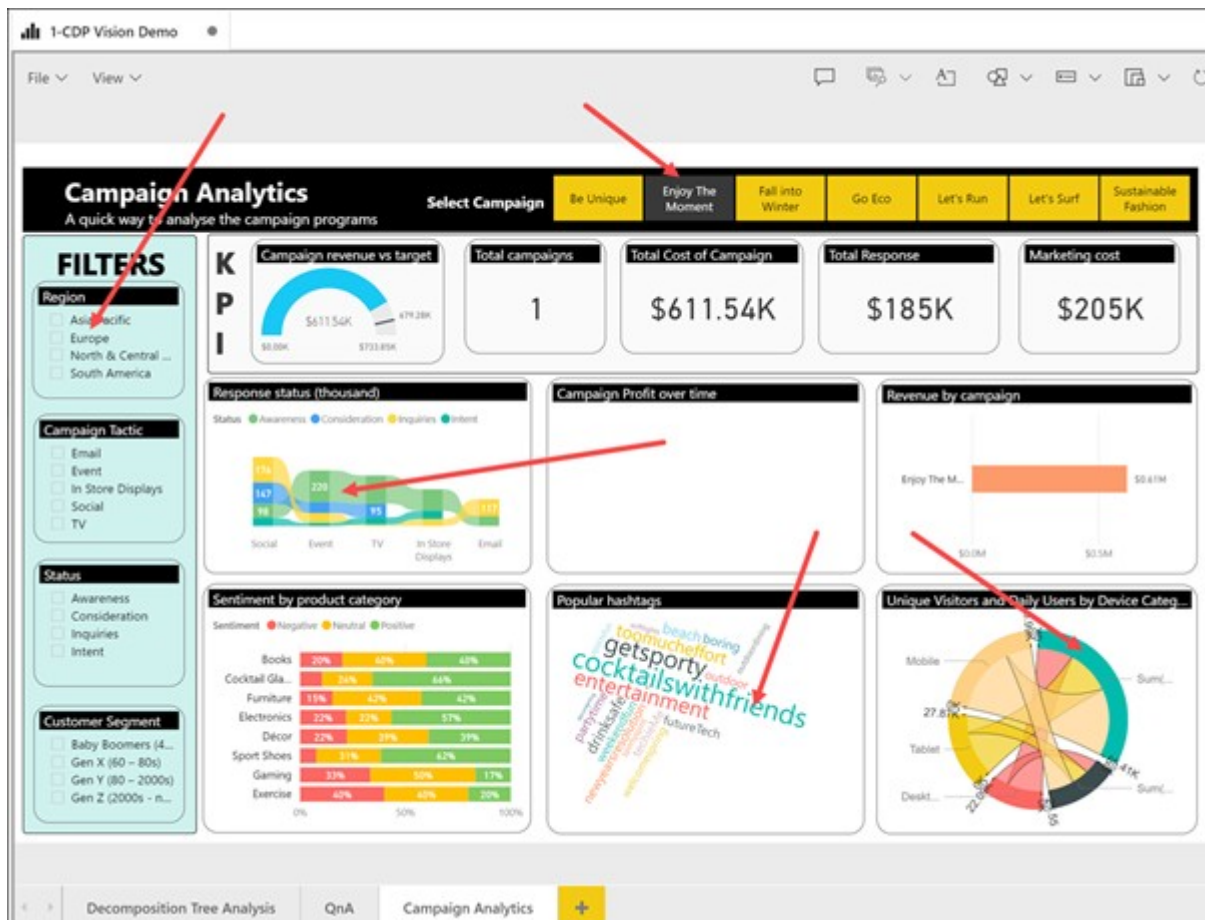 1-CDP Vision Demo
File
View
Campaign Analytics
A quick way to analyse the campaign programs
Select Campaign
Be Unique
Enjoy The
Moment
Fall into
Winter
Go Eco
Let's Run
Let's Surf
Sustainable
Fashion
FILTERS
Region
Asia Pacific
Europe
North & Central ...
South America
Campaign Tactic
Email
Event
In Store Displays
Social
TV
Status
Awareness
Consideration
Inquiries
Intent
Customer Segment
Baby Boomers (4...
Gen X (60 – 80s)
Gen Y (80 – 2000s)
Gen Z (2000s - n...
K
P
I
Campaign revenue vs target
$611.54K
679.28K
$0.00K
$733.85K
Total campaigns
1
Total Cost of Campaign
$611.54K
Total Response
$185K
Marketing cost
$205K
Response status (thousand)
Status Awareness Consideration Inquiries Intent
174
147
98
220
95
117
Social Event TV In Store Email
Displays
Campaign Profit over time
Revenue by campaign
Enjoy The M...
$0.61M
$0.0M $0.5M
Sentiment by product category
Sentiment Negative Neutral Positive
Books 20% 40% 40%
Cocktail Gla... 26% 66%
Furniture 15% 42% 42%
Electronics 22% 22% 57%
Décor 22% 39% 39%
Sport Shoes 31% 62%
Gaming 33% 50% 17%
Exercise 40% 40% 20%
0% 50% 100%
Popular hashtags
beach
boring
toomucheffort
getsporty
outdoor
cocktailswithfriends
entertainment
partytime
drinksafe
weekendfun
futureTech
newyearsresolution
Unique Visitors and Daily Users by Device Categ...
Mobile
Sum(...
27.87K
Tablet
Deskt...
Sum(...
Decomposition Tree Analysis
QnA
Campaign Analytics
+